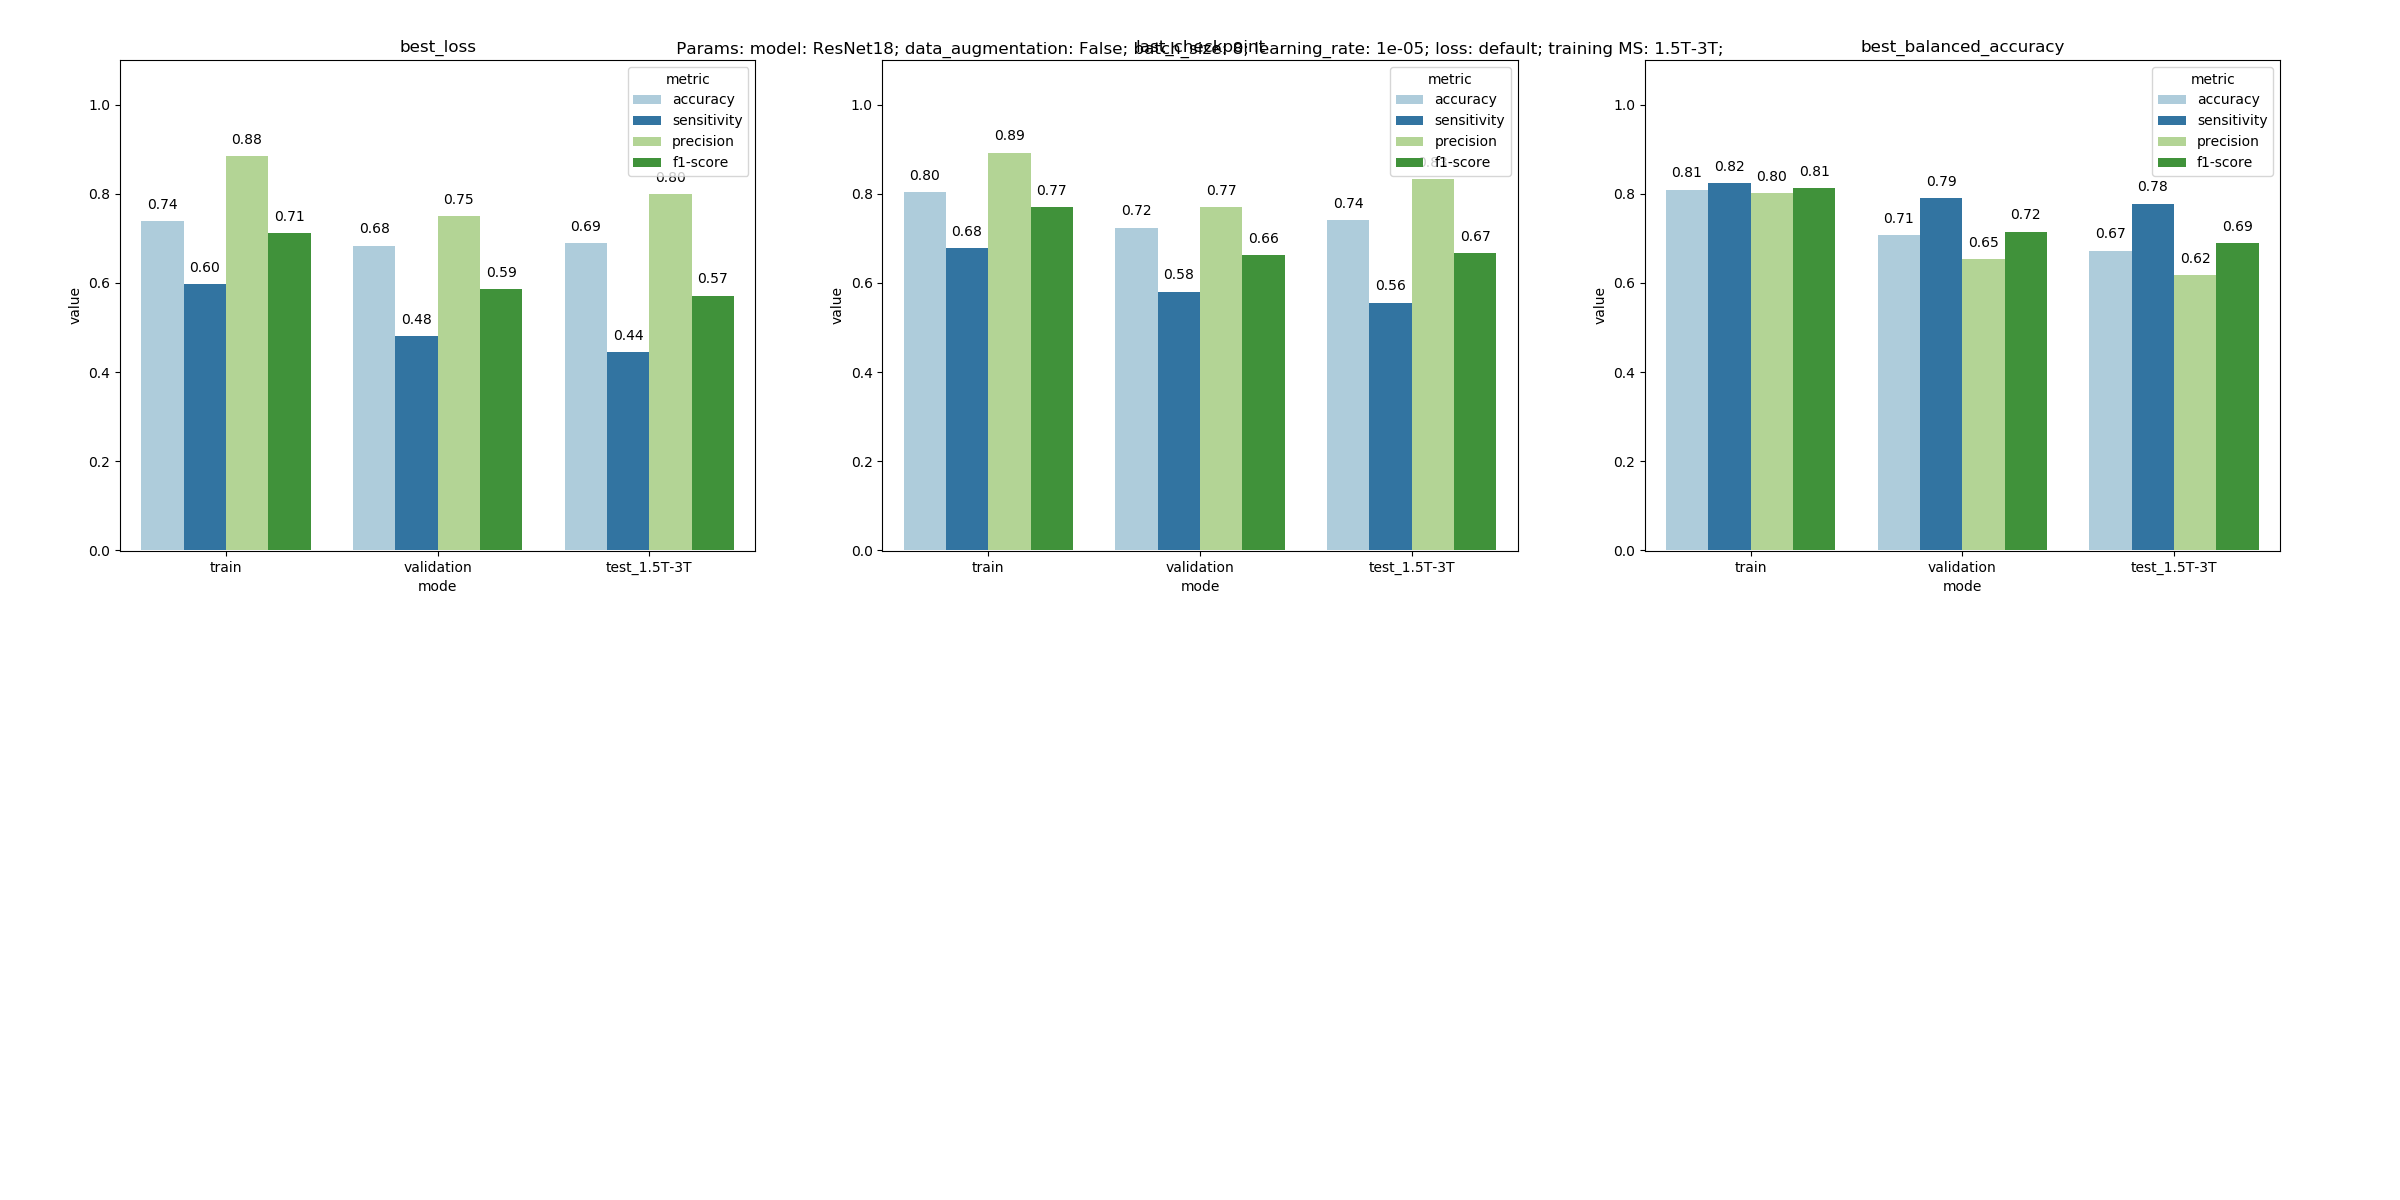 best_loss
Params: model: ResNet18; data_augmentation: False; batch_size: 8; learning_rate: 1e-05; loss: default; training MS: 1.5T-3T;
last_checkpoint
best_balanced_accuracy
metric
accuracy
sensitivity
precision
f1-score
1.0
0.8
0.6
0.4
0.2
0.0
value
0.74
0.60
0.88
0.71
0.68
0.48
0.75
0.59
0.69
0.44
0.80
0.57
train
validation
test_1.5T-3T
mode
metric
accuracy
sensitivity
precision
f1-score
1.0
0.8
0.6
0.4
0.2
0.0
value
0.80
0.68
0.89
0.77
0.72
0.58
0.77
0.66
0.74
0.56
0.67
train
validation
test_1.5T-3T
mode
metric
accuracy
sensitivity
precision
f1-score
1.0
0.8
0.6
0.4
0.2
0.0
value
0.81
0.82
0.80
0.81
0.71
0.79
0.65
0.72
0.67
0.78
0.62
0.69
train
validation
test_1.5T-3T
mode